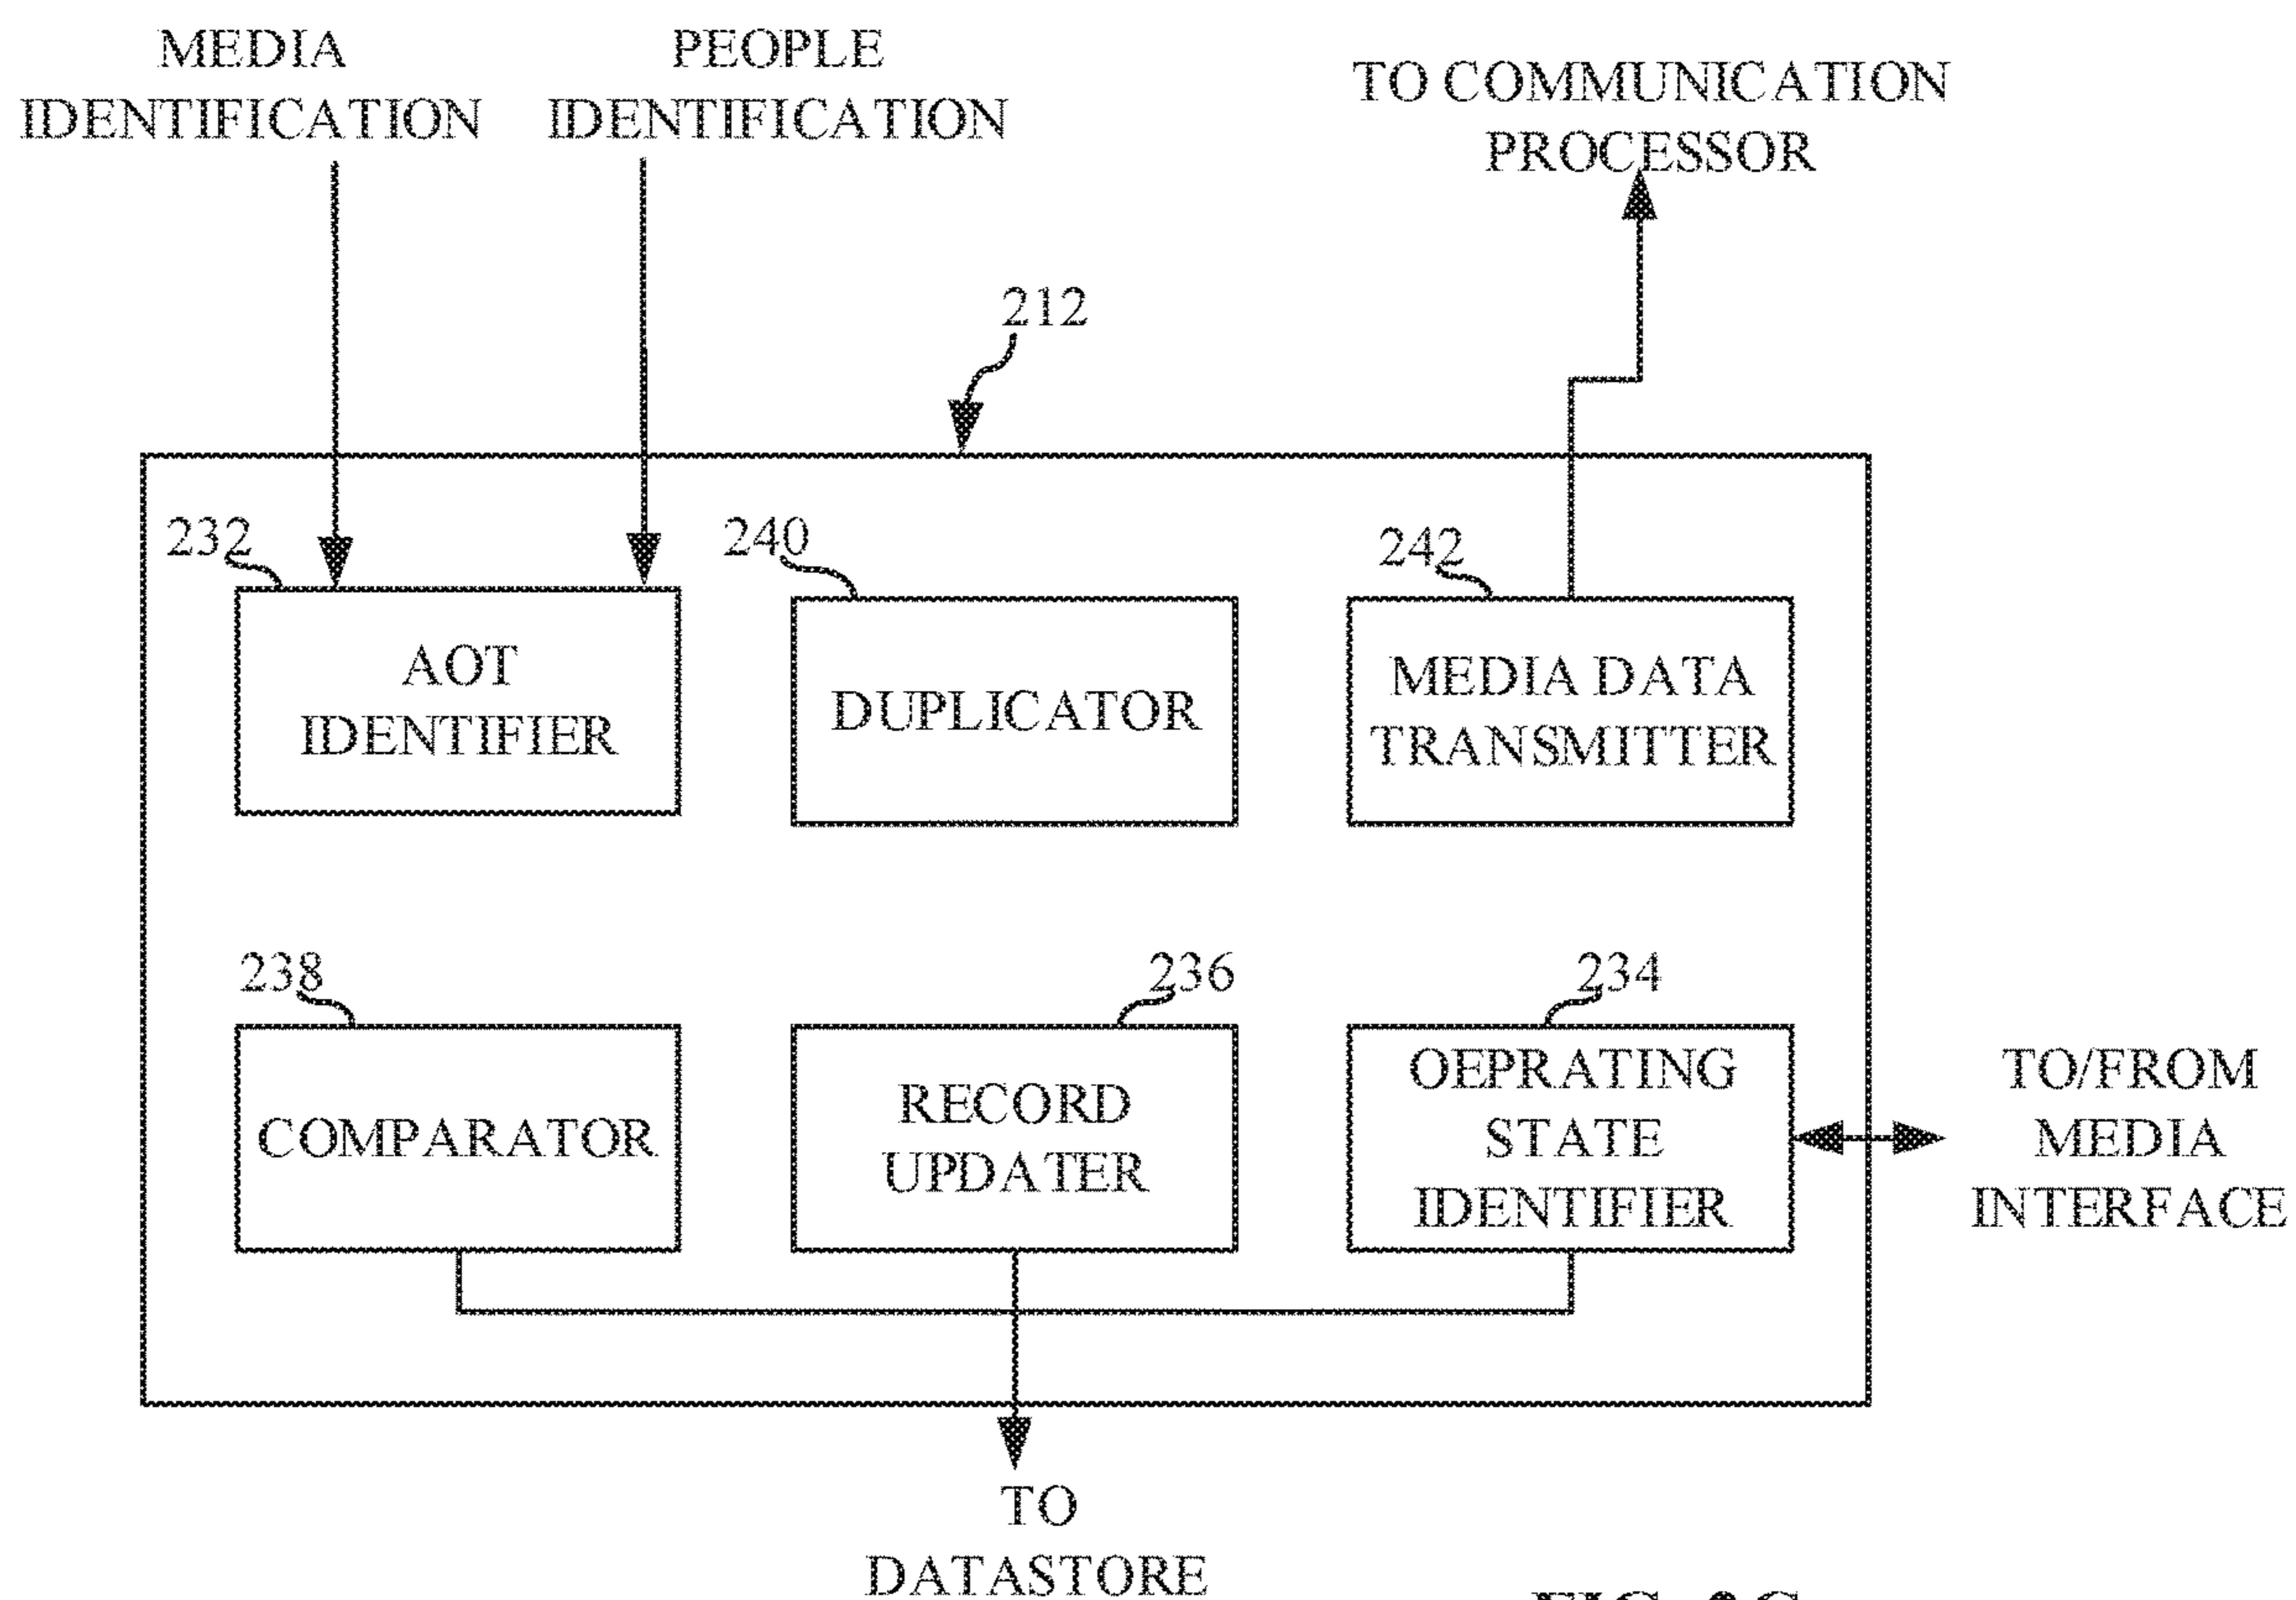 MEDIA
IDENTIFICATION
PEOPLE
IDENTIFICATION
TO COMMUNICATION
PROCESSOR
212
232
240
242
AOT
IDENTIFIER
DUPLICATOR
MEDIA DATA
TRANSMITTER
238
236
234
COMPARATOR
RECORD
UPDATER
OEPRATING
STATE
IDENTIFIER
TO/FROM
MEDIA
INTERFACE
TO
DATASTORE